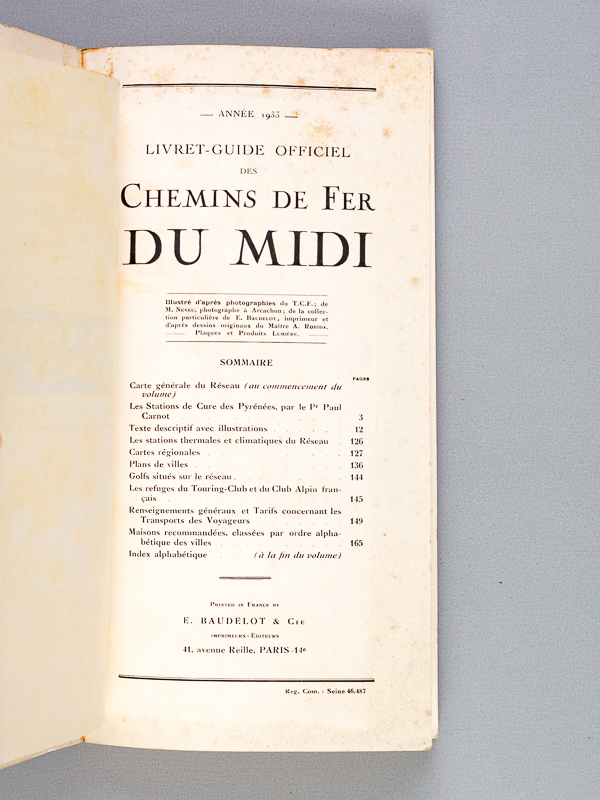 — ANNÉE 1933 —
LIVRET-GUIDE OFFICIEL
DES
CHEMINS DE FER
DU MIDI
Illustré d'après photographies du T.C.F.; de
M. NEVEU, photographe à Arcachon; de la collec-
tion particulière de E. BAUDELOT, imprimeur et
d'après dessins originaux du Maître A. ROBIDA.
Plaques et Produits LUMIÈRE.
SOMMAIRE
PAGES
Carte générale du Réseau (au commencement du
volume)
Les Stations de Cure des Pyrénées, par le Pr Paul
Carnot . . . . . . . . . . 3
Texte descriptif avec illustrations . . . . . 12
Les stations thermales et climatiques du Réseau . 126
Cartes régionales . . . . . . . . 127
Plans de villes . . . . . . . . 136
Golfs situés sur le réseau . . . . . . . 144
Les refuges du Touring-Club et du Club Alpin fran-
çais . . . . . . . . . . 145
Renseignements généraux et Tarifs concernant les
Transports des Voyageurs . . . . . . 149
Maisons recommandées, classées par ordre alpha-
bétique des villes . . . . . . . 165
Index alphabétique . . (à la fin du volume)
PRINTED IN FRANCE BY
E. BAUDELOT & CIE
IMPRIMEURS-EDITEURS
41, avenue Reille, PARIS-14e
Reg. Com. : Seine 46.487